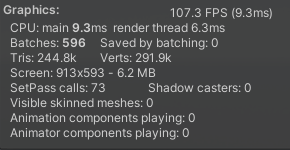 Graphics:
107.3 FPS (9.3ms)
CPU: main 9.3ms render thread 6.3ms
Batches: 596 Saved by batching: 0
Tris: 244.8k Verts: 291.9k
Screen: 913x593 - 6.2 MB
SetPass calls: 73 Shadow casters: 0
Visible skinned meshes: 0
Animation components playing: 0
Animator components playing: 0